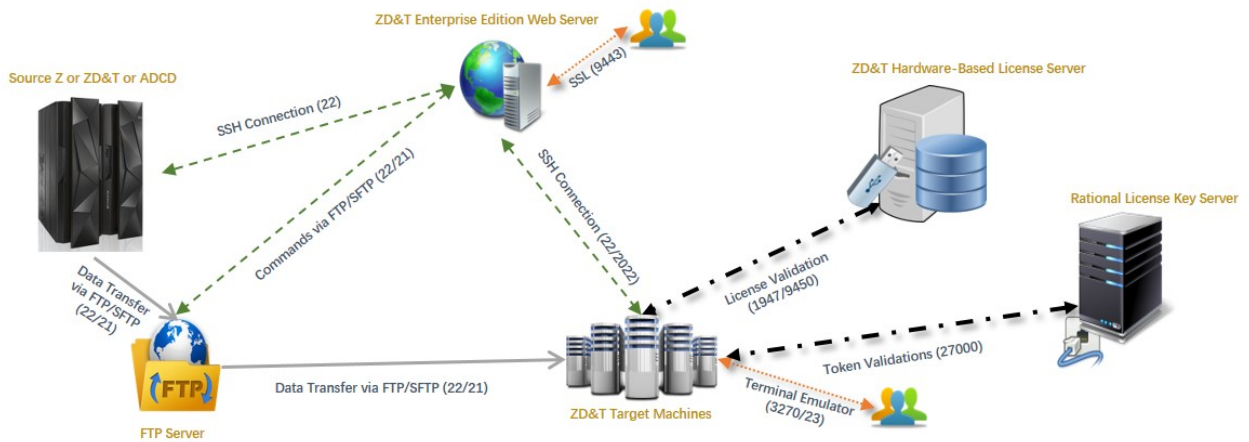 ZD&T Enterprise Edition Web Server
SSL (9443)
Source Z or ZD&T or ADCD
ZD&T Hardware-Based License Server
SSH Connection (22)
Commands via FTP/SFTP (22/21)
SSH Connection (22/2022)
Rational License Key Server
License Validation
(1947/9450)
Data Transfer
via FTP/SFTP
(22/21)
FTP
Data Transfer via FTP/SFTP (22/21)
Token Validations (27000)
Terminal Emulator
(3270/23)
ZD&T Target Machines
FTP Server